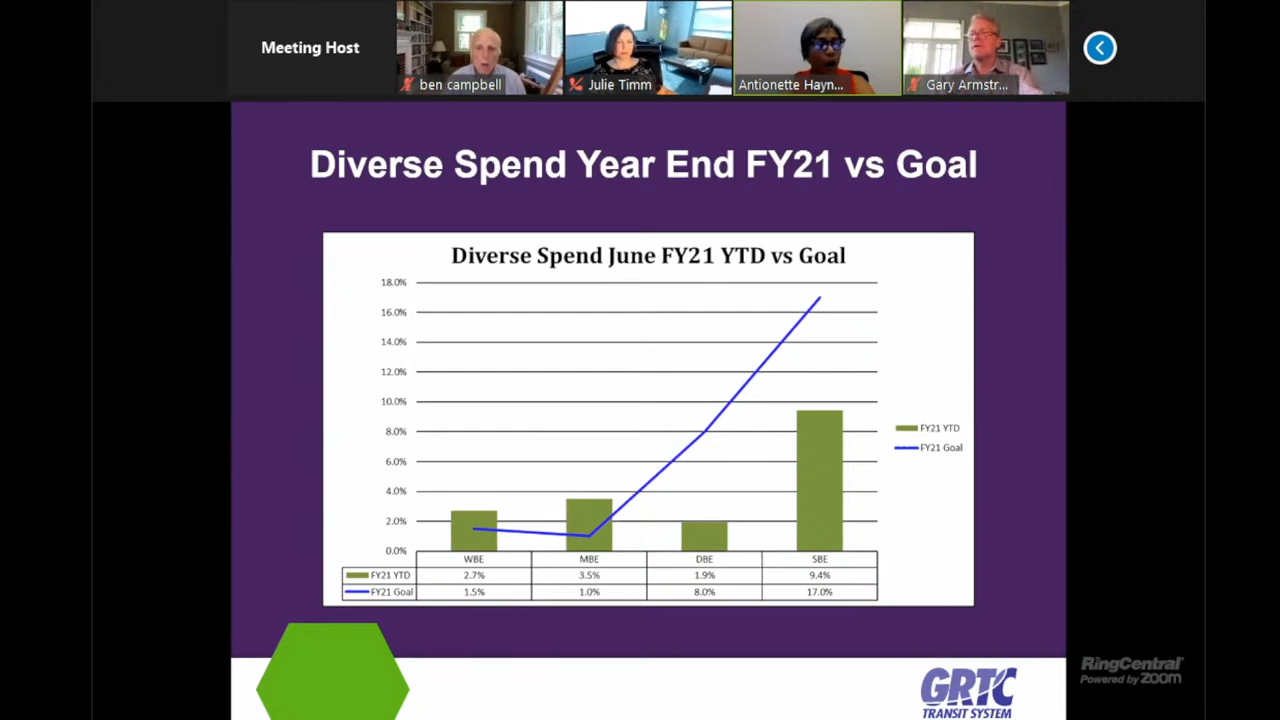 Meeting Host
ben campbell
Julie Timm
Antionette Hayn...
Gary Armstr...
Diverse Spend Year End FY21 vs Goal
Diverse Spend June FY21 YTD vs Goal
18.0%
16.0%
14.0%
12.0%
10.0%
8.0%
6.0%
4.0%
2.0%
0.0%
FY21 YTD
FY21 Goal
WBE MBE DBE SBE
FY21 YTD 2.7% 3.5% 1.9% 9.4%
FY21 Goal 1.5% 1.0% 8.0% 17.0%
GRTC
TRANSIT SYSTEM
RingCentral
Powered by zoom